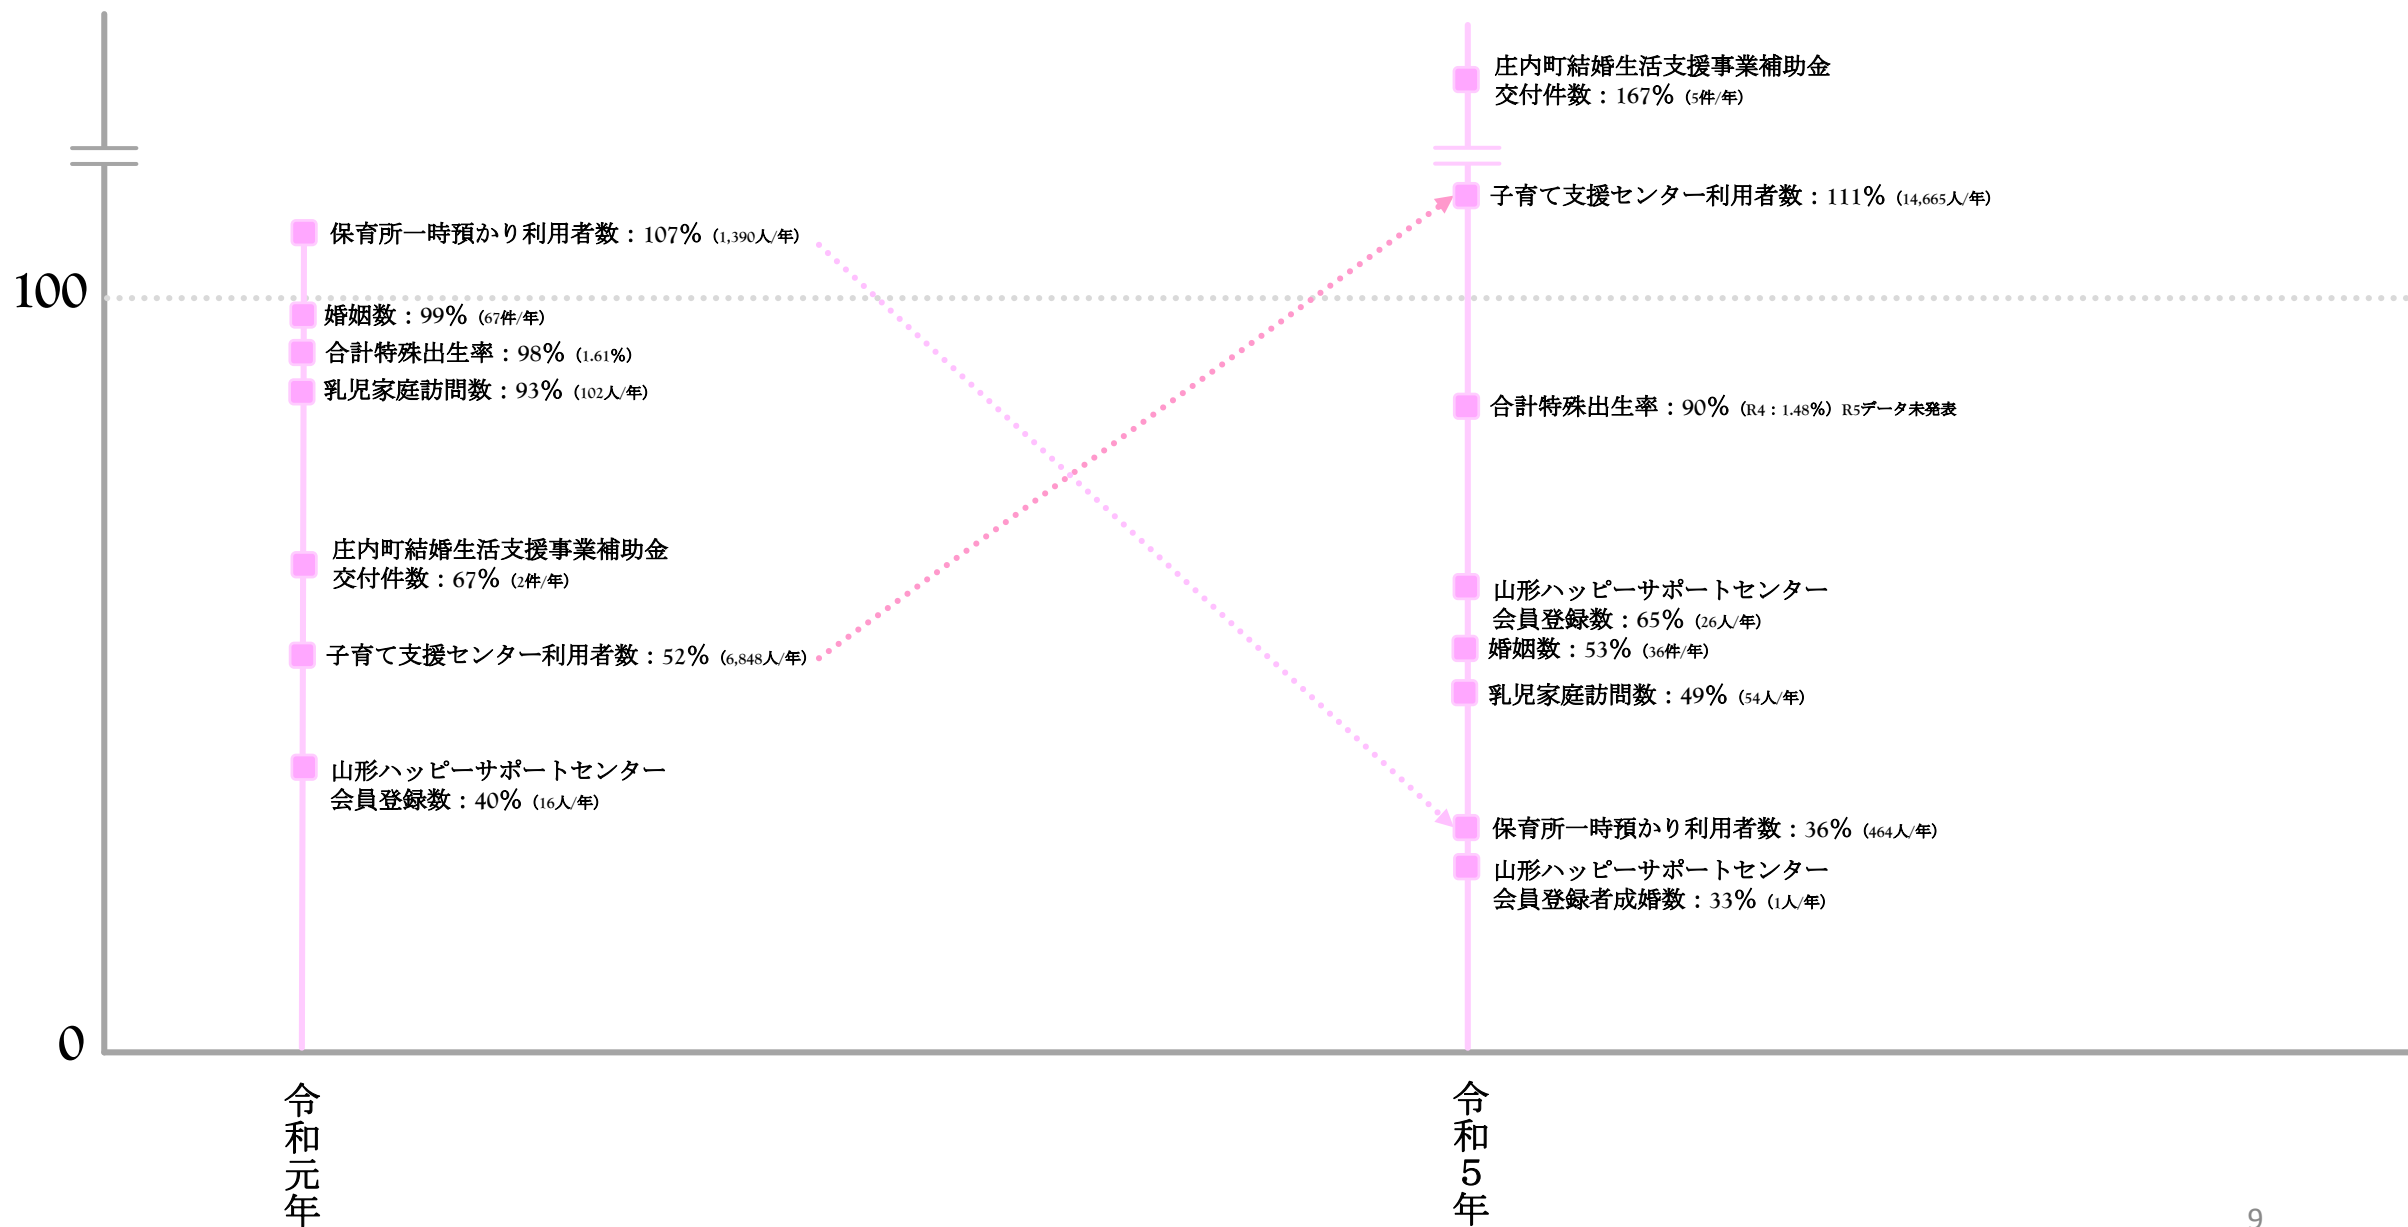 100
0
保育所一時預かり利用者数：107%（1,390人/年）
婚姻数：99%（67件/年）
合計特殊出生率：98%（1.61%）
乳児家庭訪問数：93%（102人/年）
庄内町結婚生活支援事業補助金
交付件数：67%（2件/年）
子育て支援センター利用者数：52%（6,848人/年）
山形ハッピーサポートセンター
会員登録数：40%（16人/年）
令和元年
庄内町結婚生活支援事業補助金
交付件数：167%（5件/年）
子育て支援センター利用者数：111%（14,665人/年）
合計特殊出生率：90%（R4：1.48%）R5データ未発表
山形ハッピーサポートセンター
会員登録数：65%（26人/年）
婚姻数：53%（36件/年）
乳児家庭訪問数：49%（54人/年）
保育所一時預かり利用者数：36%（464人/年）
山形ハッピーサポートセンター
会員登録者成婚数：33%（1人/年）
令和5年
9